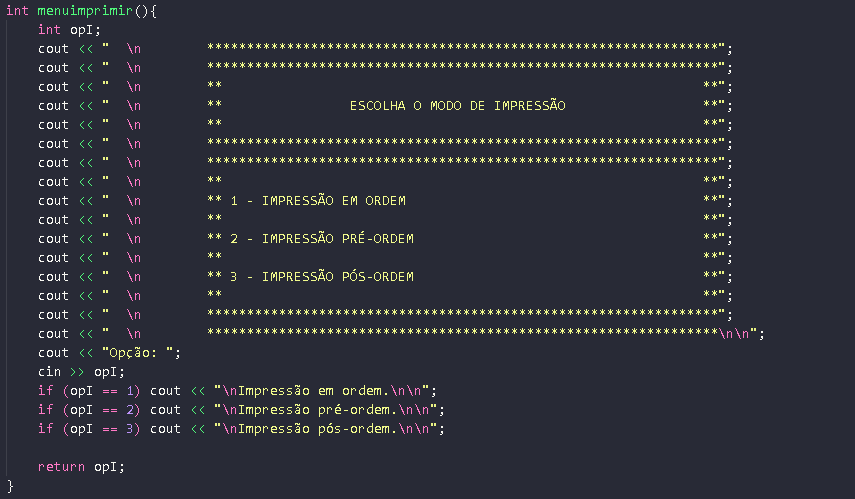 int menuimprimir(){
    int opI;
    cout << "  \n        ****************************************************************";
    cout << "  \n        ****************************************************************";
    cout << "  \n        **                                                            **";
    cout << "  \n        **                ESCOLHA O MODO DE IMPRESSÃO                 **";
    cout << "  \n        **                                                            **";
    cout << "  \n        ****************************************************************";
    cout << "  \n        ****************************************************************";
    cout << "  \n        **                                                            **";
    cout << "  \n        ** 1 - IMPRESSÃO EM ORDEM                                     **";
    cout << "  \n        **                                                            **";
    cout << "  \n        ** 2 - IMPRESSÃO PRÉ-ORDEM                                    **";
    cout << "  \n        **                                                            **";
    cout << "  \n        ** 3 - IMPRESSÃO PÓS-ORDEM                                    **";
    cout << "  \n        **                                                            **";
    cout << "  \n        ****************************************************************";
    cout << "  \n        ****************************************************************\n\n";
    cout << "Opção: ";
    cin >> opI;
    if (opI == 1) cout << "\nImpressão em ordem.\n\n";
    if (opI == 2) cout << "\nImpressão pré-ordem.\n\n";
    if (opI == 3) cout << "\nImpressão pós-ordem.\n\n";

    return opI;
}